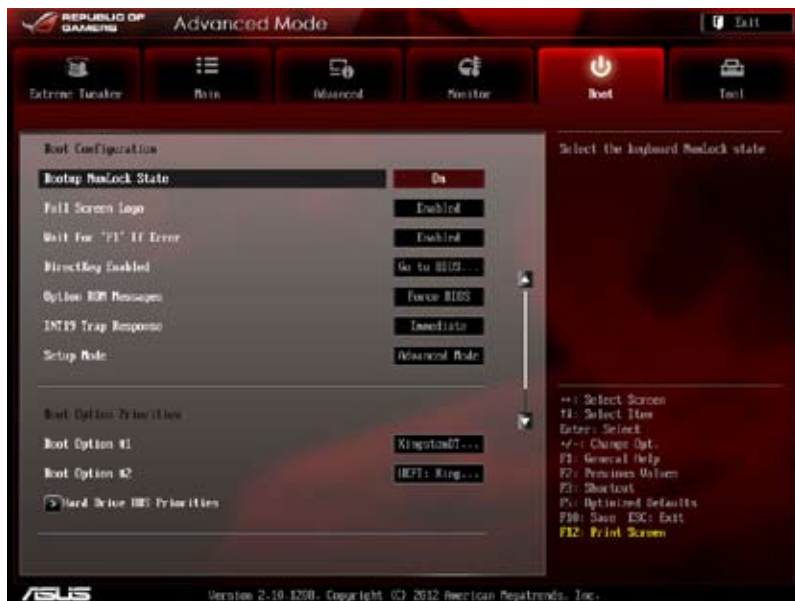 REPUBLIC OF
GAMERS
Advanced Mode
Exit
Extreme Tweaker
Main
Advanced
Monitor
Boot
Tool
Boot Configuration
Bootup NumLock State
On
Full Screen Logo
Enabled
Wait For 'F1' If Error
Enabled
DirectKey Enabled
Go to BIOS...
Option ROM Messages
Force BIOS
INT19 Trap Response
Immediate
Setup Mode
Advanced Mode
Boot Option Priorities
Boot Option #1
KingstonDT...
Boot Option #2
UEFI: King...
Hard Drive BBS Priorities
Select the keyboard NumLock state
↔: Select Screen
↑↓: Select Item
Enter: Select
+/-: Change Opt.
F1: General Help
F2: Previous Values
F3: Shortcut
F5: Optimized Defaults
F10: Save ESC: Exit
F12: Print Screen
ASUS
Version 2.10.1208. Copyright (C) 2012 American Megatrends, Inc.